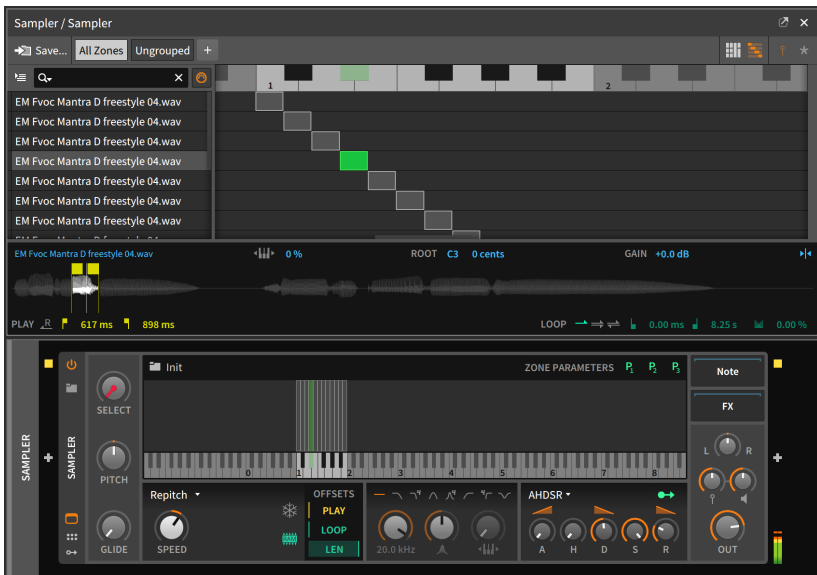 Sampler / Sampler
Save... All Zones Ungrouped +
1 2
EM Fvoc Mantra D freestyle 04.wav
EM Fvoc Mantra D freestyle 04.wav
EM Fvoc Mantra D freestyle 04.wav
EM Fvoc Mantra D freestyle 04.wav
EM Fvoc Mantra D freestyle 04.wav
EM Fvoc Mantra D freestyle 04.wav
EM Fvoc Mantra D freestyle 04.wav
EM Fvoc Mantra D freestyle 04.wav 0 % ROOT C3 0 cents GAIN +0.0 dB
PLAY R 617 ms 898 ms LOOP 0.00 ms 8.25 s 0.00 %
SAMPLER
SAMPLER
SELECT
PITCH
GLIDE
Init ZONE PARAMETERS P1 P2 P3
0 1 2 3 4 5 6 7 8
Repitch
SPEED
OFFSETS
PLAY
LOOP
LEN
20.0 kHz
AHDSR
A H D S R
Note
FX
L R
OUT